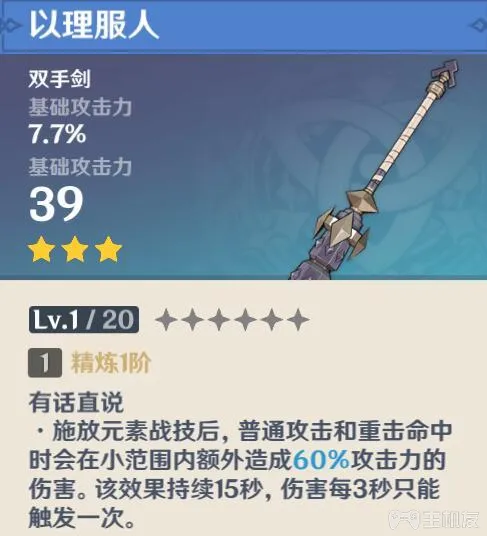 以理服人
双手剑
基础攻击力
7.7%
基础攻击力
39
Lv.1 / 20
1 精炼1阶
有话直说
·施放元素战技后，普通攻击和重击命中
时会在小范围内额外造成60%攻击力的
伤害。该效果持续15秒，伤害每3秒只能
触发一次。
主机友